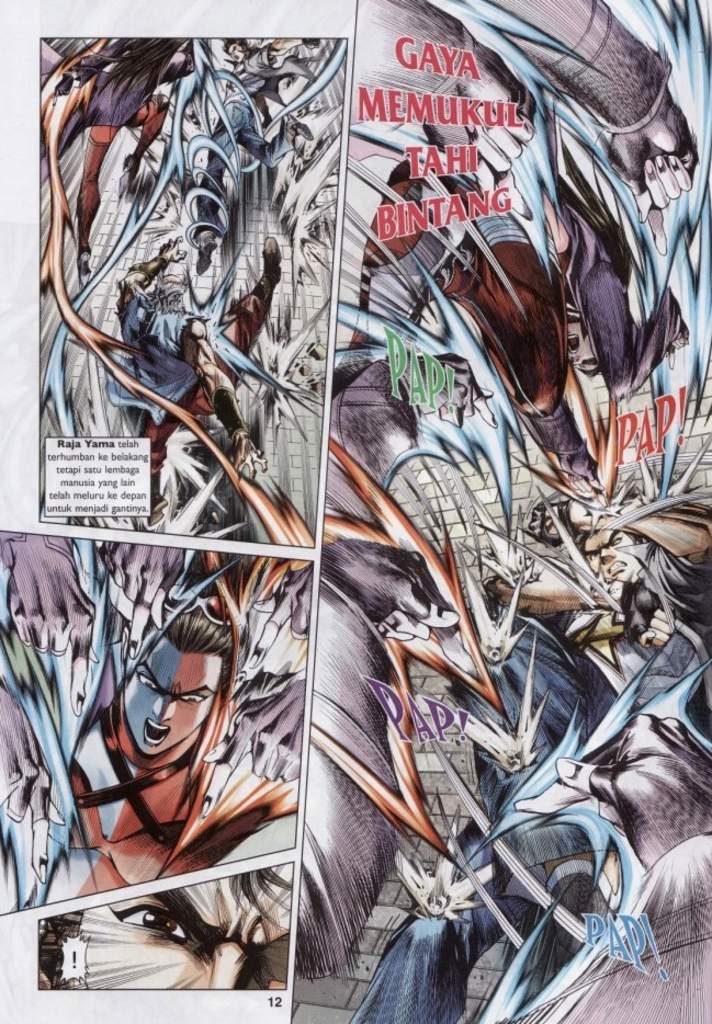 Raja Yama telah
terhumban ke belakang
tetapi satu lembaga
manusia yang lain
telah meluru ke depan
untuk menjadi gantinya.
GAYA
MEMUKUL
TAHI
BINTANG
PAP!
PAP!
PAP!
PAP!
!
12